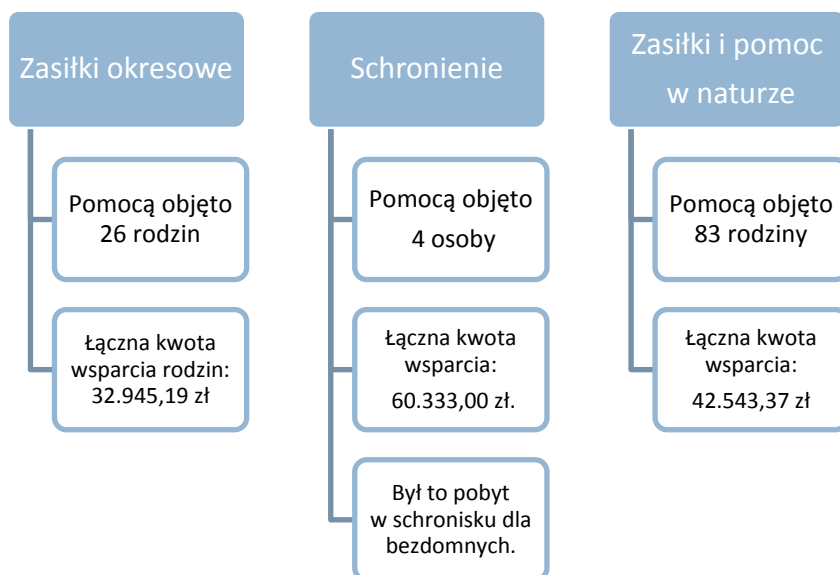 Zasiłki okresowe
Pomocą objęto
26 rodzin
Łączna kwota
wsparcia rodzin:
32.945,19 zł
Schronienie
Pomocą objęto
4 osoby
Łączna kwota
wsparcia:
60.333,00 zł.
Był to pobyt
w schronisku dla
bezdomnych.
Zasiłki i pomoc
w naturze
Pomocą objęto
83 rodziny
Łączna kwota
wsparcia:
42.543,37 zł